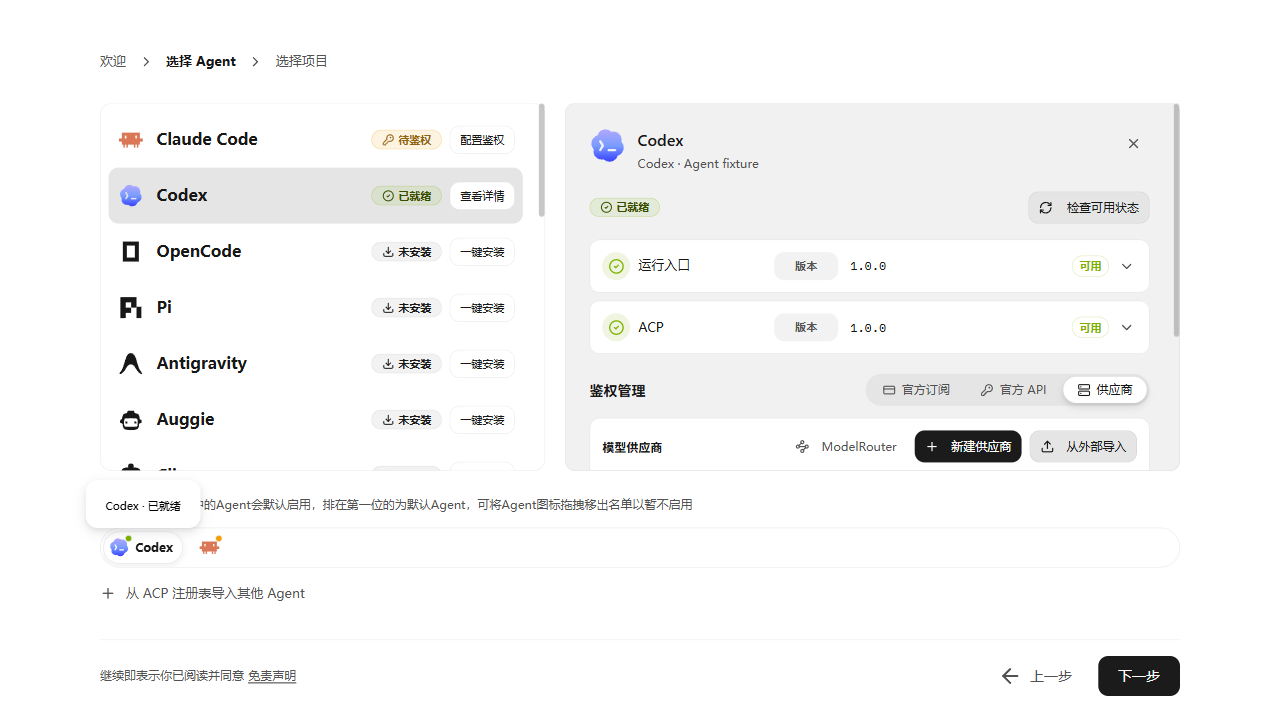 欢迎 选择 Agent 选择项目
Claude Code 待鉴权 配置鉴权
Codex 已就绪 查看详情
OpenCode 未安装 一键安装
Pi 未安装 一键安装
Antigravity 未安装 一键安装
Auggie 未安装 一键安装
Codex
Codex · Agent fixture
已就绪 检查可用状态
运行入口 版本 1.0.0 可用
ACP 版本 1.0.0 可用
鉴权管理 官方订阅 官方 API 供应商
模型供应商 ModelRouter 新建供应商 从外部导入
Codex · 已就绪
的Agent会默认启用，排在第一位的为默认Agent，可将Agent图标拖拽移出名单以暂不启用
Codex
从 ACP 注册表导入其他 Agent
继续即表示你已阅读并同意 免责声明 上一步 下一步